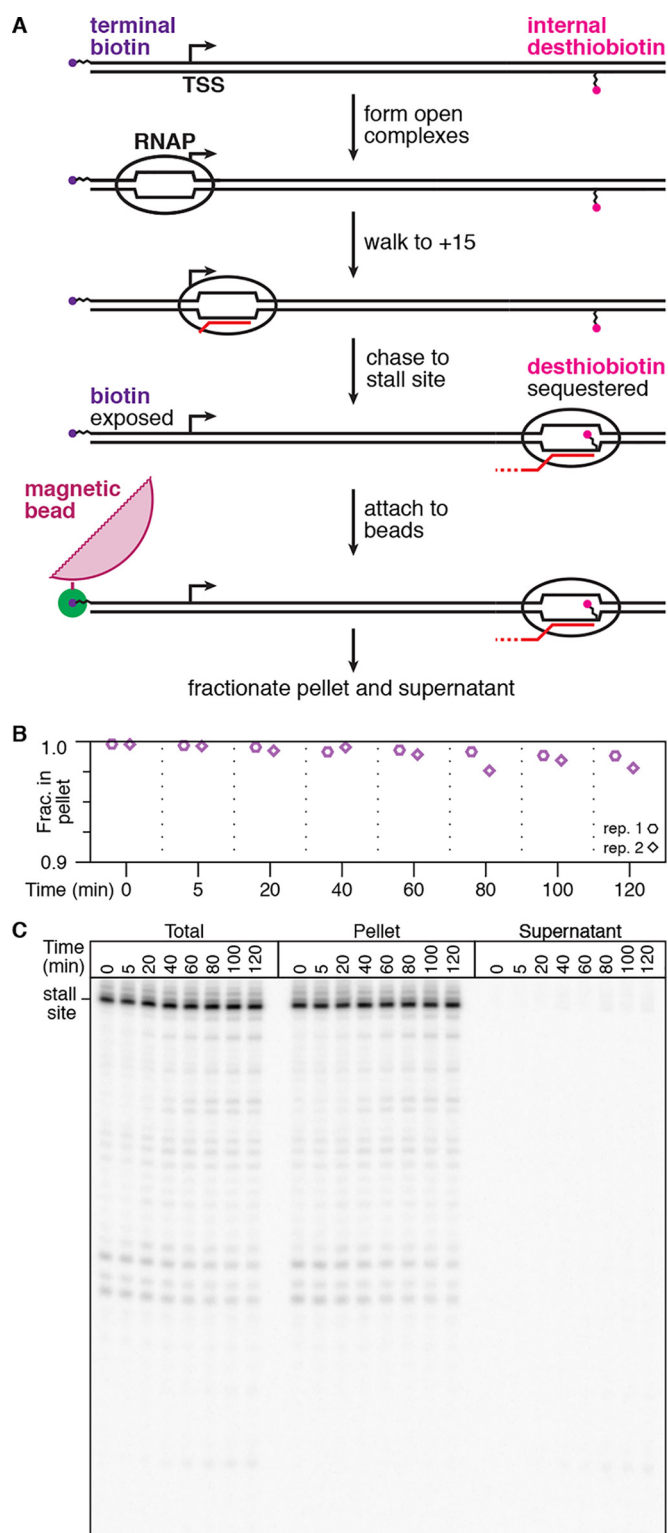 A
terminal
biotin
internal
desthiobiotin
TSS
form open
complexes
RNAP
walk to +15
chase to
stall site
desthiobiotin
sequestered
biotin
exposed
magnetic
bead
attach to
beads
fractionate pellet and supernatant
B
Frac. in
pellet
1.0
0.9
rep. 1
rep. 2
Time (min) 0 5 20 40 60 80 100 120
C
Total Pellet Supernatant
Time
(min)
0 5 20 40 60 80 100 120 0 5 20 40 60 80 100 120 0 5 20 40 60 80 100 120
stall
site